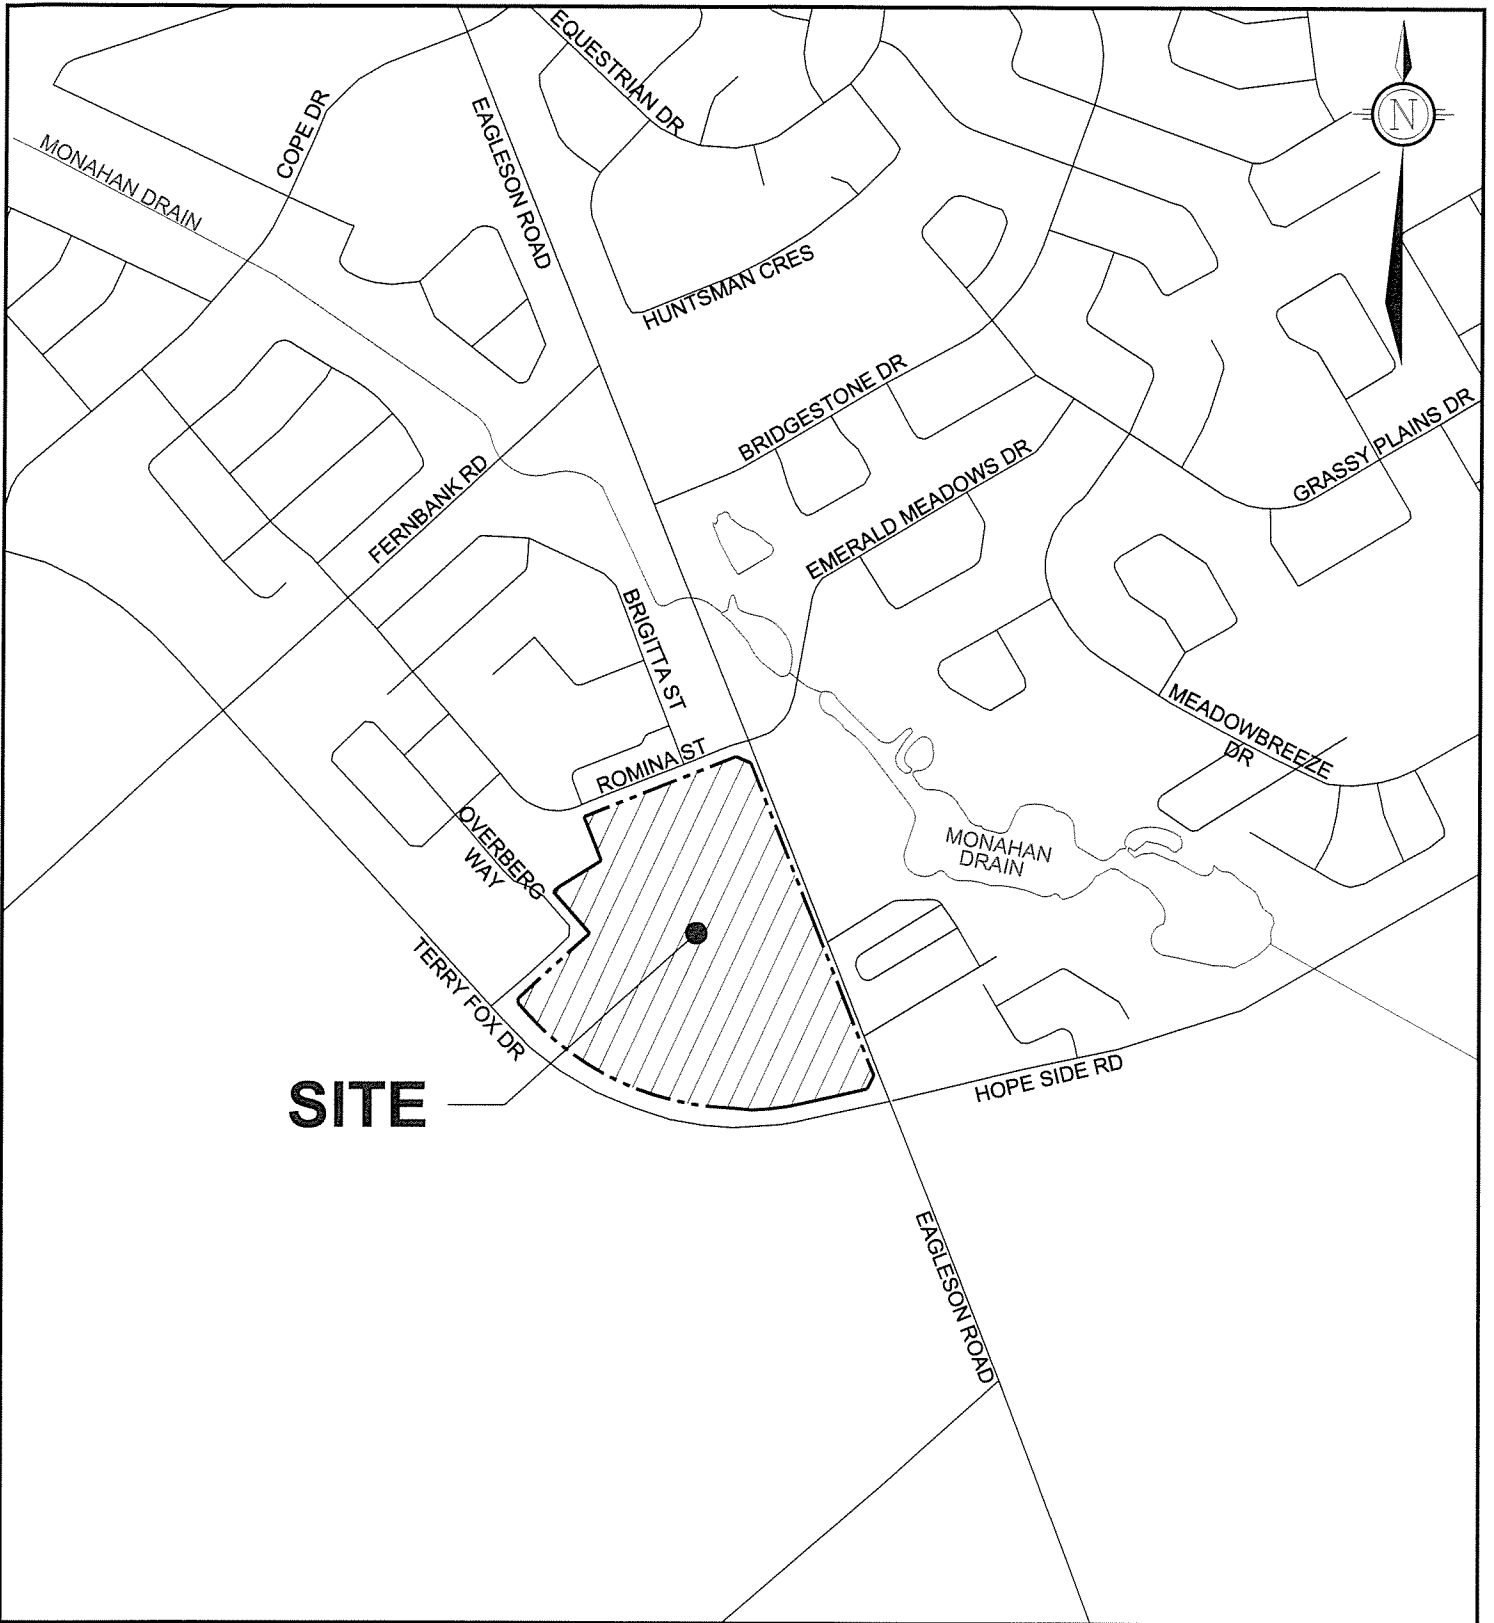 EQUESTRIAN DR
COPE DR
EAGLESON ROAD
N
MONAHAN DRAIN
HUNTSMAN CRES
BRIDGESTONE DR
GRASSY PLAINS DR
FERNBANK RD
EMERALD MEADOWS DR
BRIGITTA ST
MEADOWBREEZE
DR
ROMINA ST
OVERBERG
WAY
MONAHAN
DRAIN
TERRY FOX DR
SITE
HOPE SIDE RD
EAGLESON ROAD